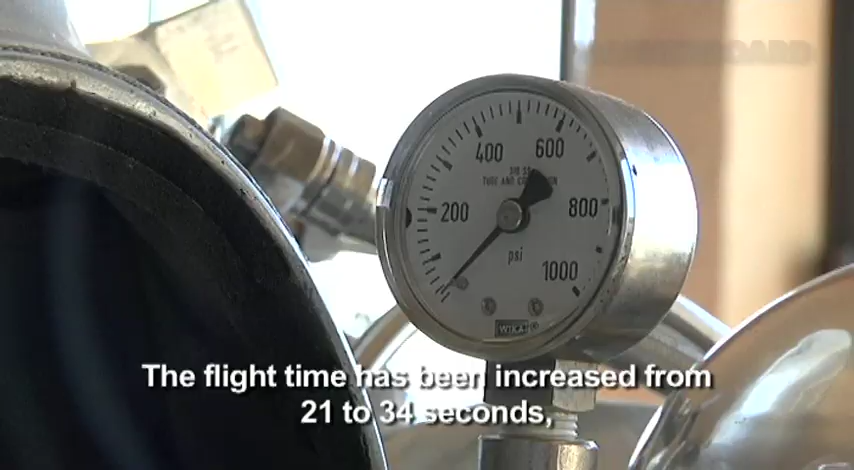 400
600
200
800
psi
1000
WIKA
The flight time has been increased from
21 to 34 seconds,